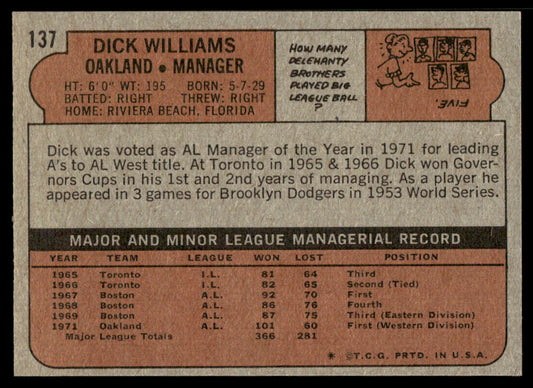 137
DICK WILLIAMS
OAKLAND • MANAGER
HT: 6'0" WT: 195 BORN: 5-7-29
BATTED: RIGHT THREW: RIGHT
HOME: RIVIERA BEACH, FLORIDA
HOW MANY
DELEHANTY
BROTHERS
PLAYED BIG
LEAGUE BALL
?
FIVE.
Dick was voted as AL Manager of the Year in 1971 for leading
A's to AL West title. At Toronto in 1965 & 1966 Dick won Gover-
nors Cups in his 1st and 2nd years of managing. As a player he
appeared in 3 games for Brooklyn Dodgers in 1953 World Series.
MAJOR AND MINOR LEAGUE MANAGERIAL RECORD
YEAR TEAM LEAGUE WON LOST POSITION
1965 Toronto I.L. 81 64 Third
1966 Toronto I.L. 82 65 Second (Tied)
1967 Boston A.L. 92 70 First
1968 Boston A.L. 86 76 Fourth
1969 Boston A.L. 87 75 Third (Eastern Division)
1971 Oakland A.L. 101 60 First (Western Division)
Major League Totals 366 281
* ©T.C.G. PRTD. IN U.S.A.